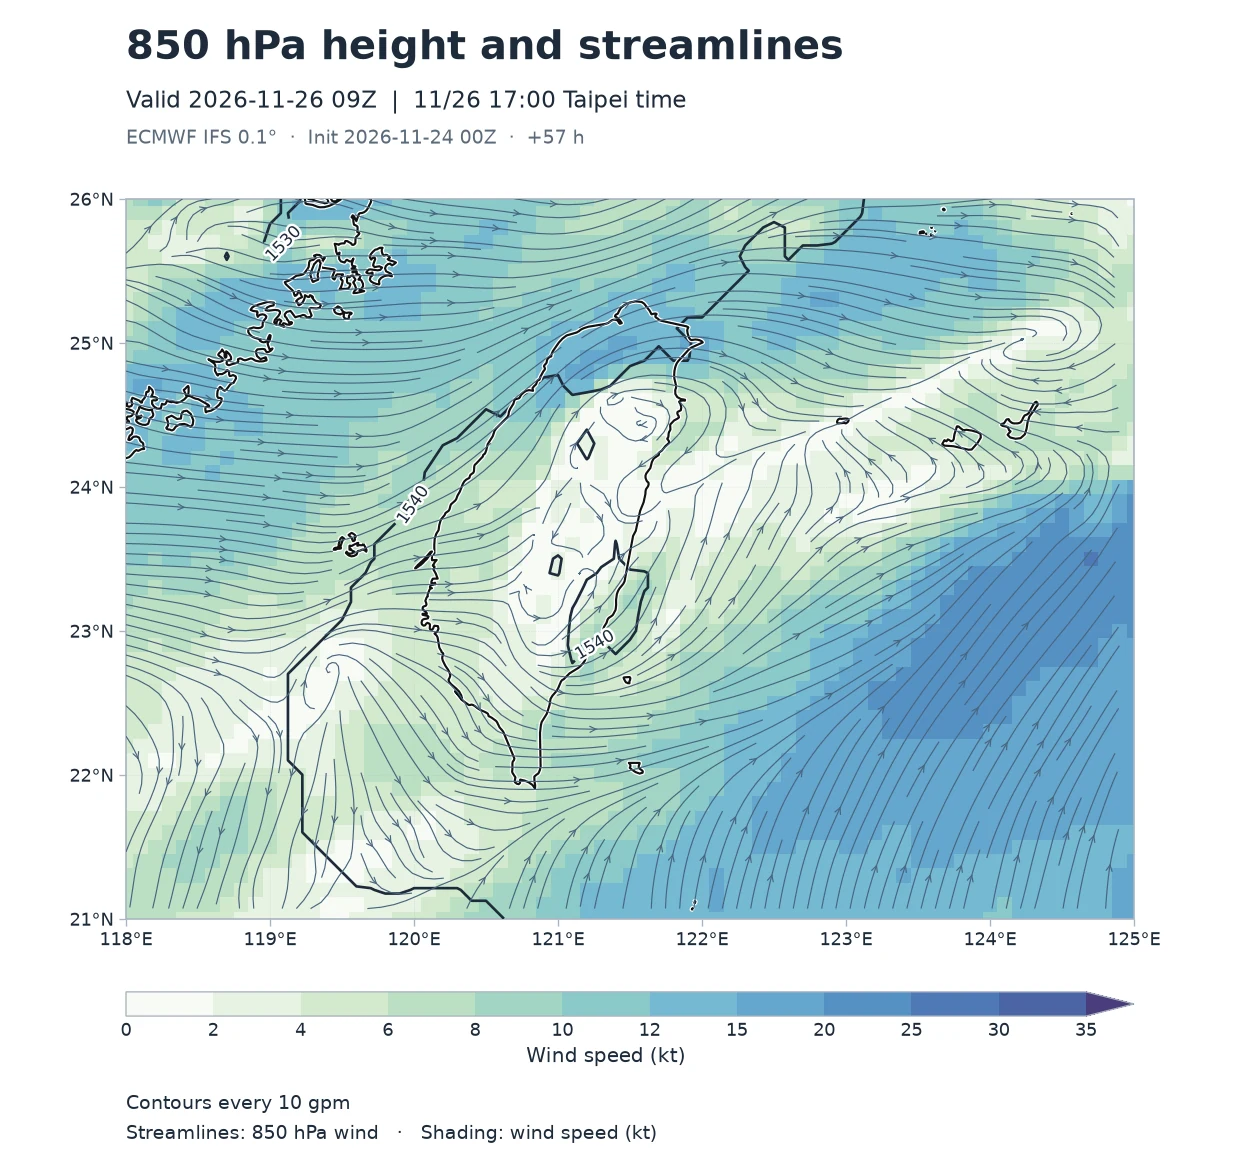 850 hPa height and streamlines
Valid 2026-11-26 09Z | 11/26 17:00 Taipei time
ECMWF IFS 0.1° · Init 2026-11-24 00Z · +57 h
26°N
1530
25°N
24°N
1540
23°N
1540
22°N
21°N
118°E 119°E 120°E 121°E 122°E 123°E 124°E 125°E
0 2 4 6 8 10 12 15 20 25 30 35
Wind speed (kt)
Contours every 10 gpm
Streamlines: 850 hPa wind · Shading: wind speed (kt)